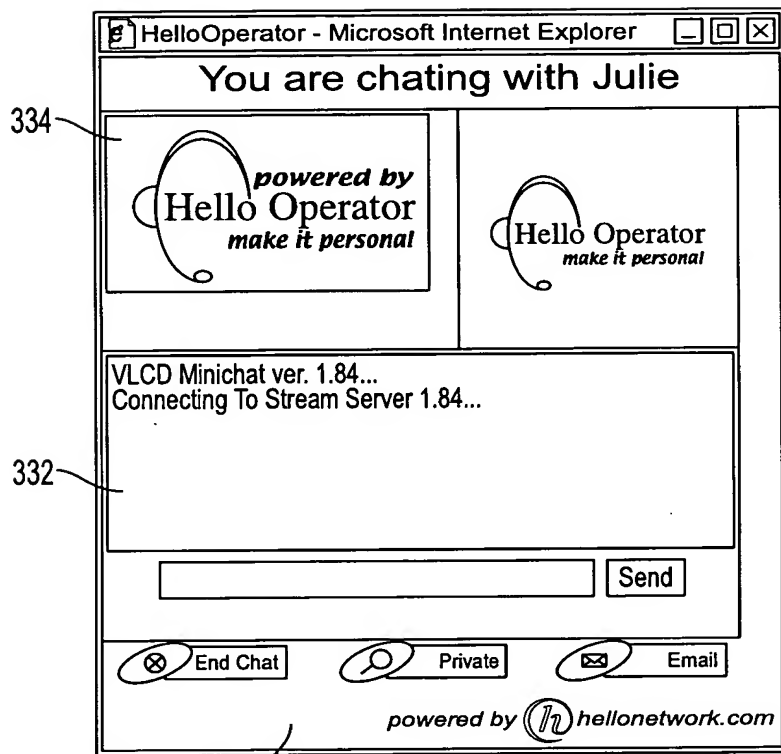 HelloOperator - Microsoft Internet Explorer
You are chating with Julie
334
powered by
Hello Operator
make it personal
Hello Operator
make it personal
VLCD Minichat ver. 1.84...
Connecting To Stream Server 1.84...
332
Send
End Chat
Private
Email
powered by h hellonetwork.com